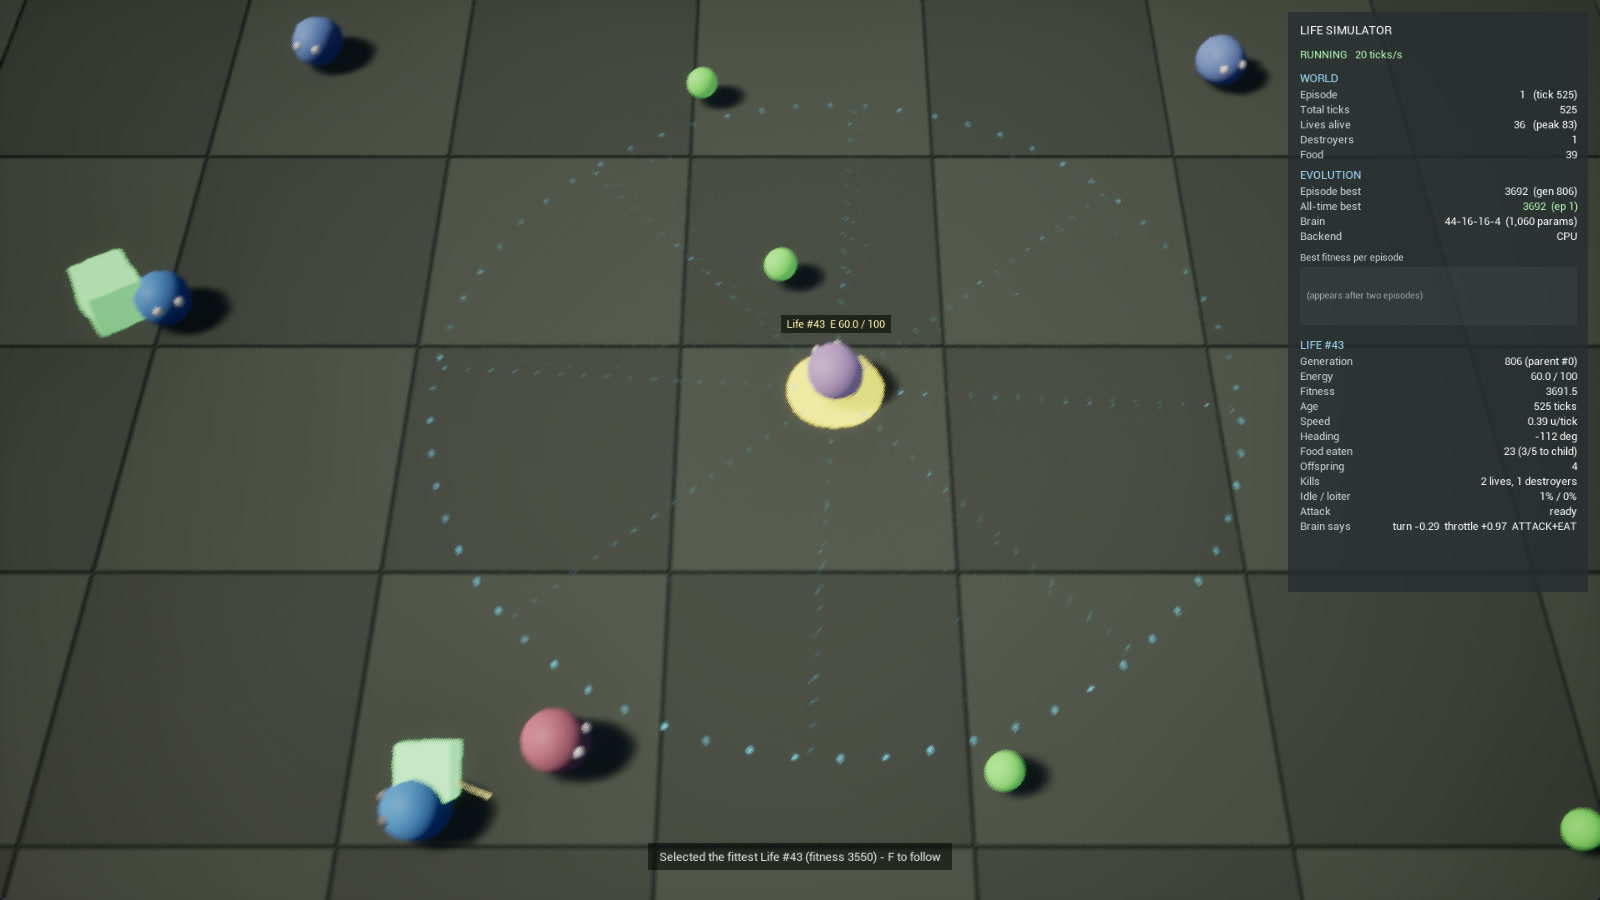 LIFE SIMULATOR
RUNNING 20 ticks/s
WORLD
Episode 1 (tick 525)
Total ticks 525
Lives alive 36 (peak 83)
Destroyers 1
Food 39
EVOLUTION
Episode best 3692 (gen 806)
All-time best 3692 (ep 1)
Brain 44-16-16-4 (1,060 params)
Backend CPU
Best fitness per episode
(appears after two episodes)
Life #43 E 60.0 / 100
LIFE #43
Generation 806 (parent #0)
Energy 60.0 / 100
Fitness 3691.5
Age 525 ticks
Speed 0.39 u/tick
Heading -112 deg
Food eaten 23 (3/5 to child)
Offspring 4
Kills 2 lives, 1 destroyers
Idle / loiter 1% / 0%
Attack ready
Brain says turn -0.29 throttle +0.97 ATTACK+EAT
Selected the fittest Life #43 (fitness 3550) - F to follow